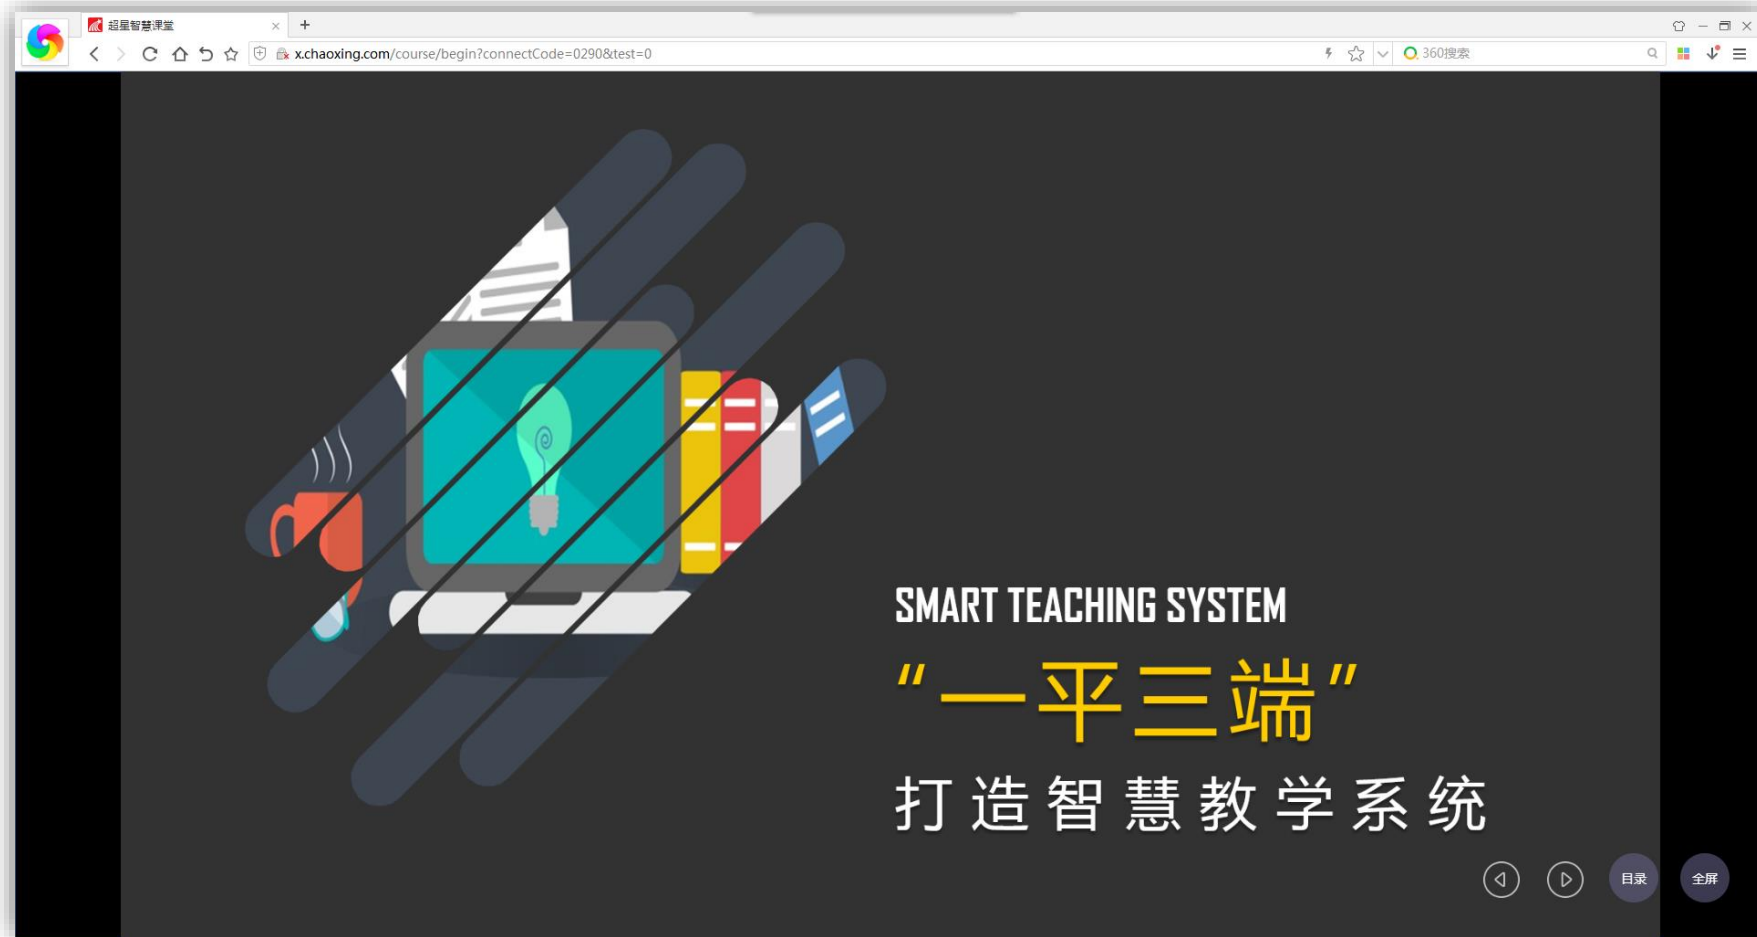 超星智慧课堂
x.chaoxing.com/course/begin?connectCode=0290&test=0
360搜索
SMART TEACHING SYSTEM
“一平三端”
打造智慧教学系统
目录
全屏